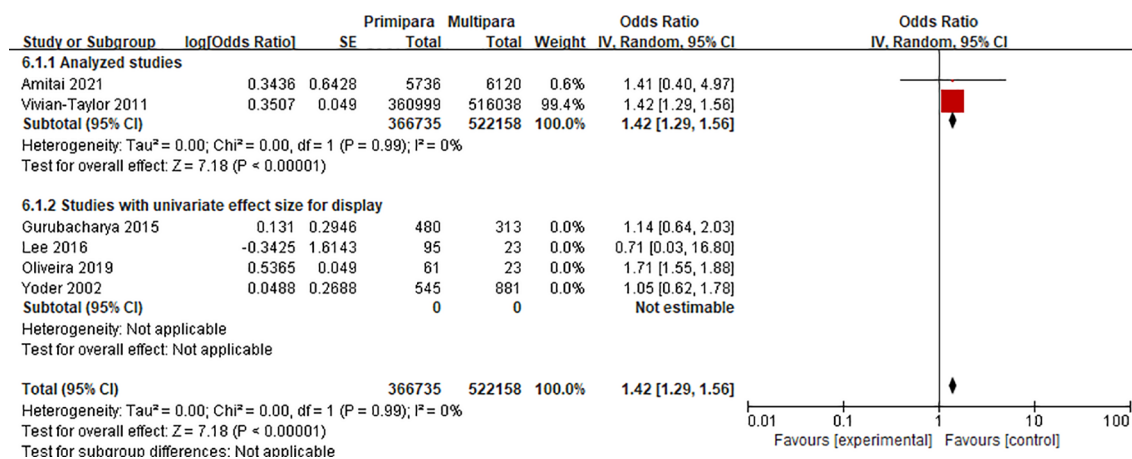 Primipara Multipara Odds Ratio Odds Ratio
Study or Subgroup log[Odds Ratio] SE Total Total Weight IV, Random, 95% CI IV, Random, 95% CI
6.1.1 Analyzed studies
Amitai 2021 0.3436 0.6428 5736 6120 0.6% 1.41 [0.40, 4.97]
Vivian-Taylor 2011 0.3507 0.049 360999 516038 99.4% 1.42 [1.29, 1.56]
Subtotal (95% CI) 366735 522158 100.0% 1.42 [1.29, 1.56]
Heterogeneity: Tau² = 0.00; Chi² = 0.00, df = 1 (P = 0.99); I² = 0%
Test for overall effect: Z = 7.18 (P < 0.00001)
6.1.2 Studies with univariate effect size for display
Gurubacharya 2015 0.131 0.2946 480 313 0.0% 1.14 [0.64, 2.03]
Lee 2016 -0.3425 1.6143 95 23 0.0% 0.71 [0.03, 16.80]
Oliveira 2019 0.5365 0.049 61 23 0.0% 1.71 [1.55, 1.88]
Yoder 2002 0.0488 0.2688 545 881 0.0% 1.05 [0.62, 1.78]
Subtotal (95% CI) 0 0 Not estimable
Heterogeneity: Not applicable
Test for overall effect: Not applicable
Total (95% CI) 366735 522158 100.0% 1.42 [1.29, 1.56]
Heterogeneity: Tau² = 0.00; Chi² = 0.00, df = 1 (P = 0.99); I² = 0%
Test for overall effect: Z = 7.18 (P < 0.00001)
Test for subgroup differences: Not applicable
0.01 0.1 1 10 100
Favours [experimental] Favours [control]